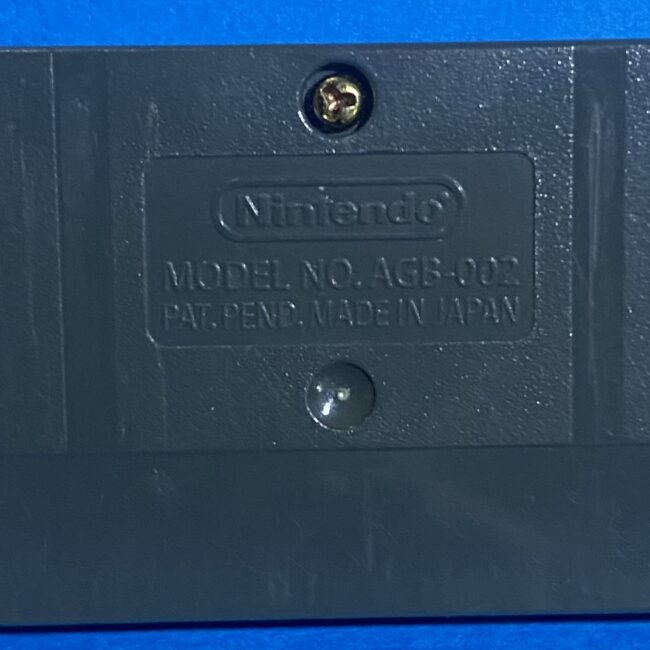 Nintendo
MODEL NO. AGB-002
PAT. PEND. MADE IN JAPAN